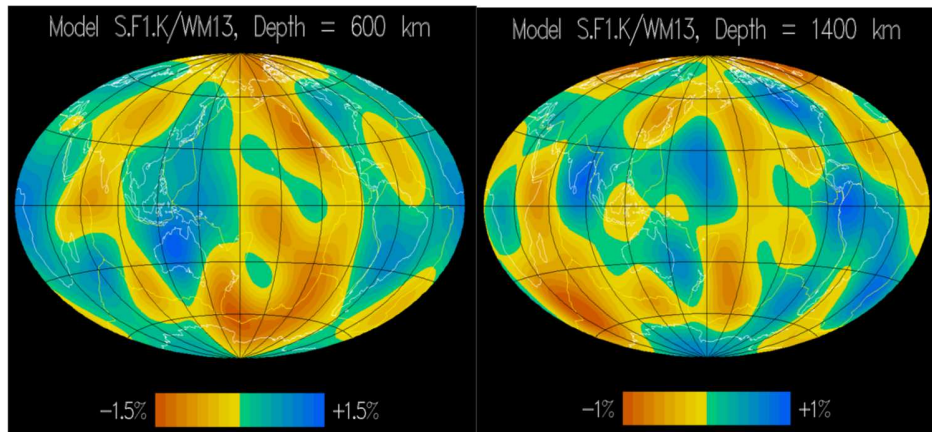 Model S.F1.K/WM13, Depth = 600 km
Model S.F1.K/WM13, Depth = 1400 km
−1.5% +1.5%
−1% +1%